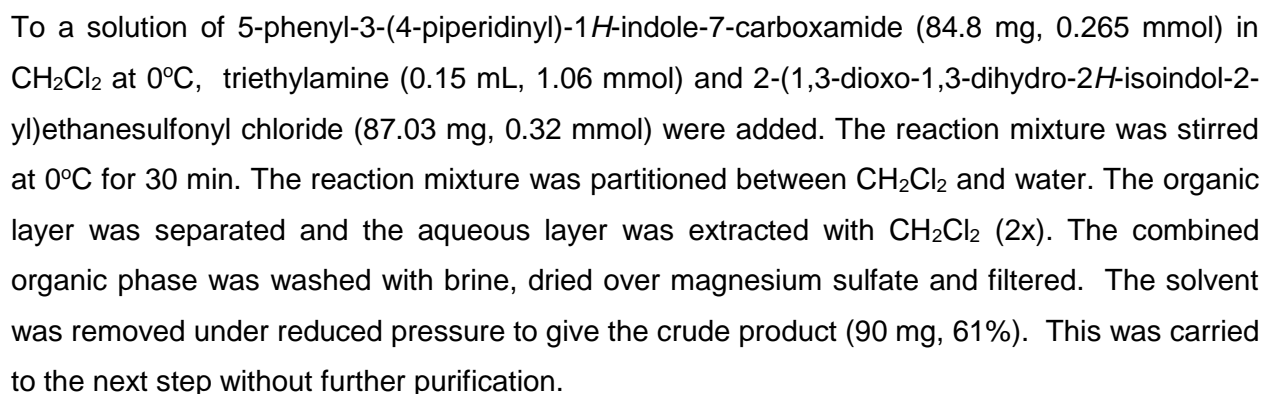 To a solution of 5-phenyl-3-(4-piperidinyl)-1H-indole-7-carboxamide (84.8 mg, 0.265 mmol) in
CH₂Cl₂ at 0ºC, triethylamine (0.15 mL, 1.06 mmol) and 2-(1,3-dioxo-1,3-dihydro-2H-isoindol-2-
yl)ethanesulfonyl chloride (87.03 mg, 0.32 mmol) were added. The reaction mixture was stirred
at 0ºC for 30 min. The reaction mixture was partitioned between CH₂Cl₂ and water. The organic
layer was separated and the aqueous layer was extracted with CH₂Cl₂ (2x). The combined
organic phase was washed with brine, dried over magnesium sulfate and filtered. The solvent
was removed under reduced pressure to give the crude product (90 mg, 61%). This was carried
to the next step without further purification.